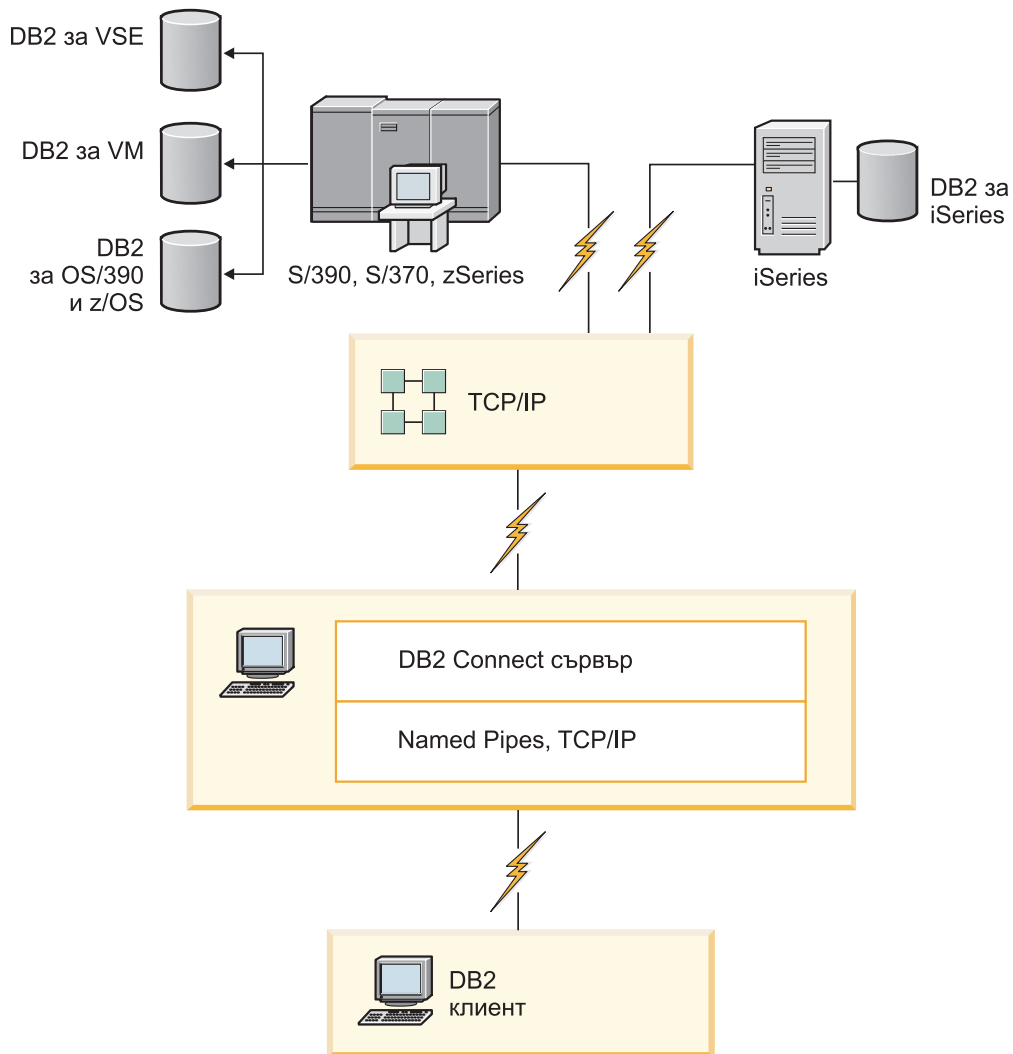 DB2 за VSE
DB2 за VM
DB2
за OS/390
и z/OS
S/390, S/370, zSeries
iSeries
DB2 за
iSeries
TCP/IP
DB2 Connect сървър
Named Pipes, TCP/IP
DB2
клиент